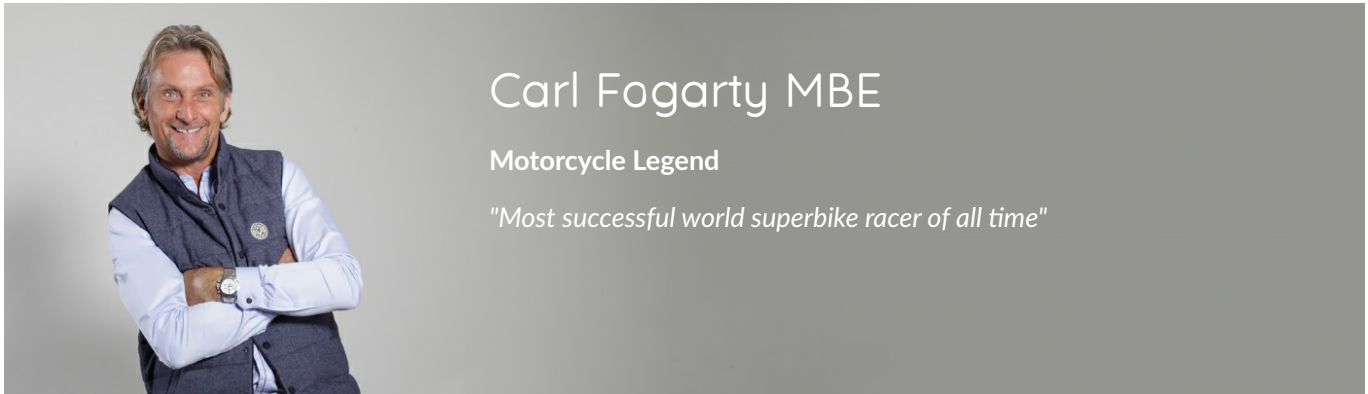 Carl Fogarty MBE
Motorcycle Legend
"Most successful world superbike racer of all time"